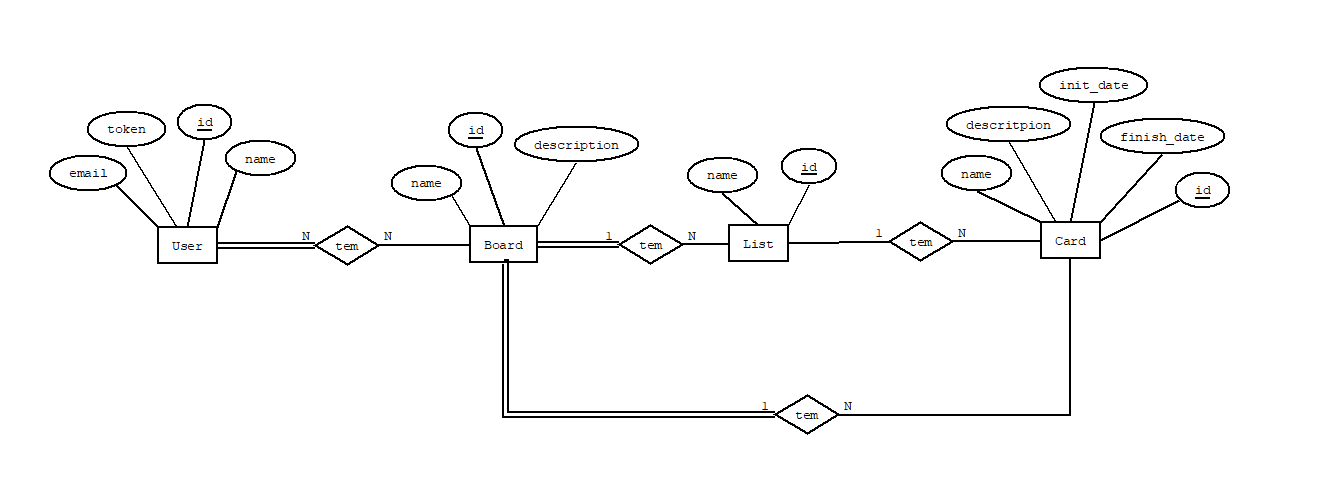 init_date
token
id
descritpion
finish_date
id
description
name
email
name
name
id
name
id
name
User
N
tem
N
Board
1
tem
N
List
1
tem
N
Card
1
tem
N